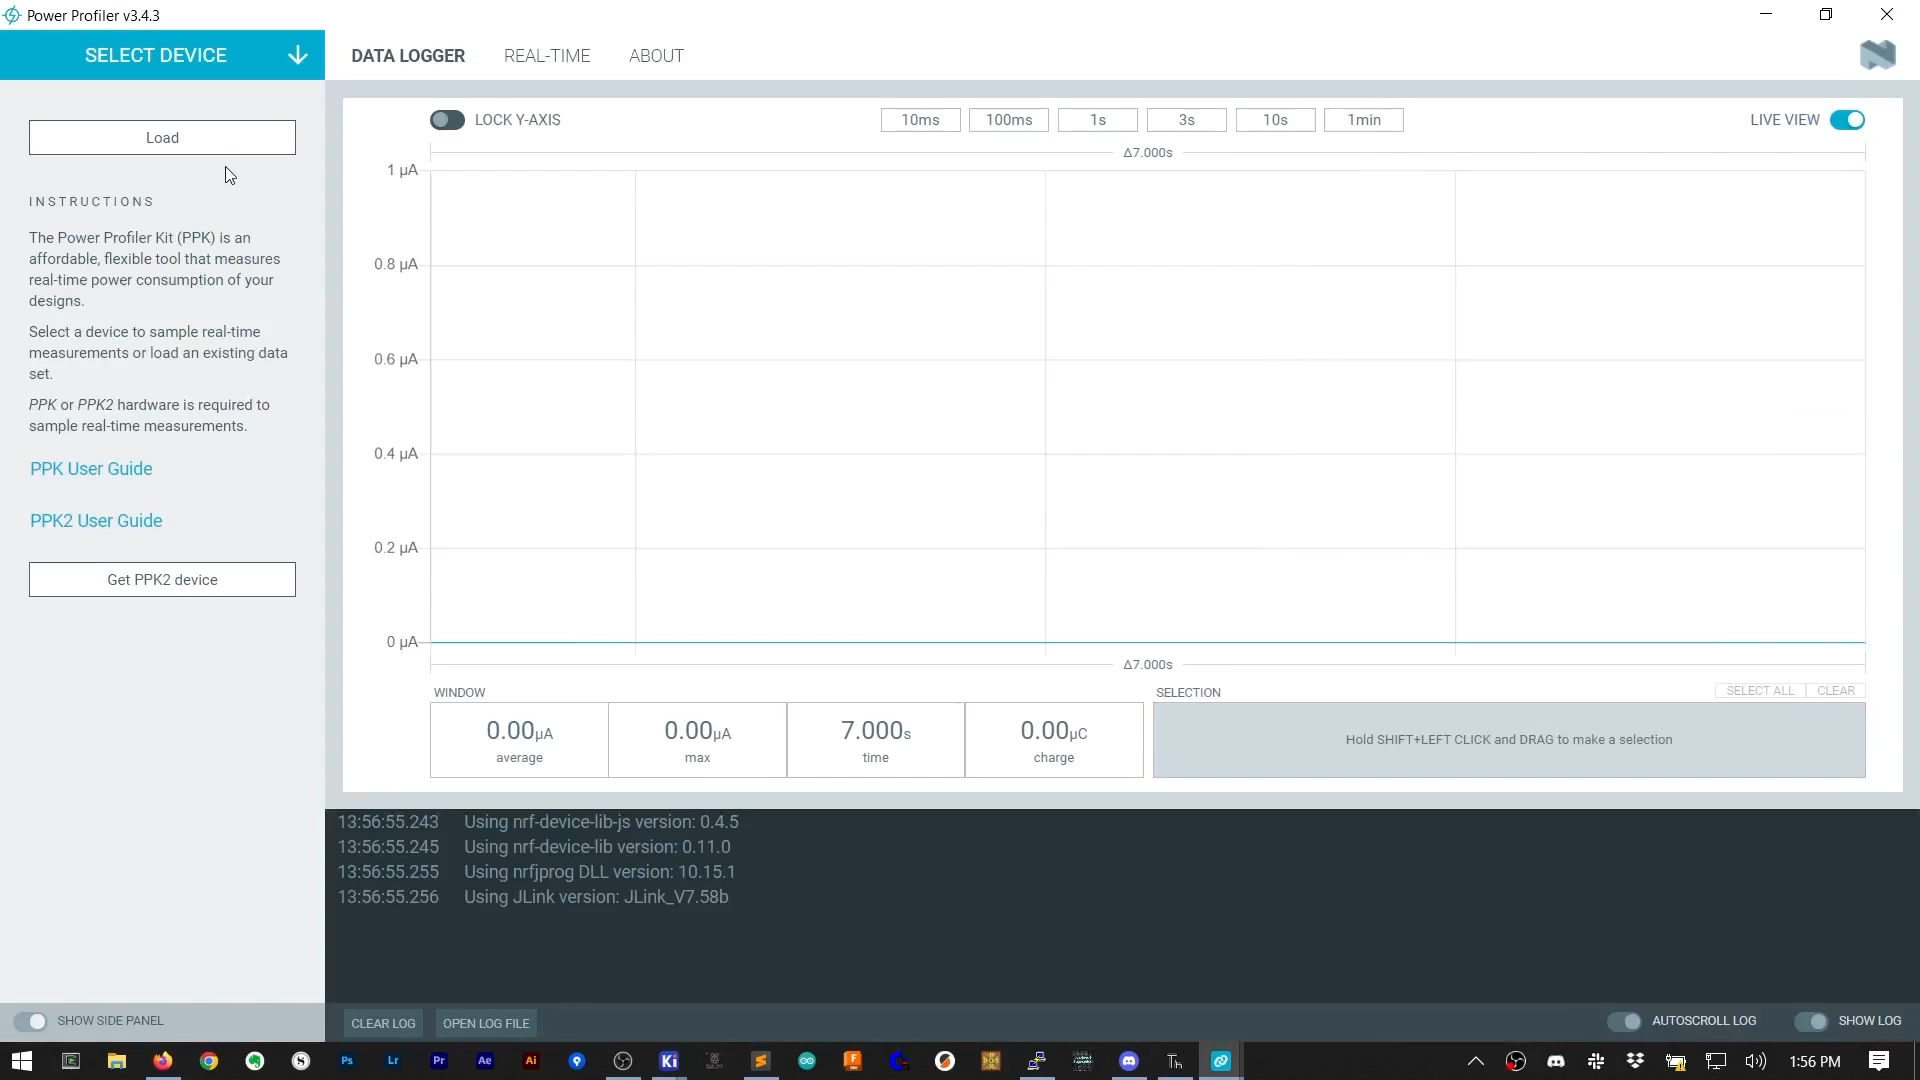 Power Profiler v3.4.3
SELECT DEVICE
DATA LOGGER
REAL-TIME
ABOUT
Load
INSTRUCTIONS
The Power Profiler Kit (PPK) is an
affordable, flexible tool that measures
real-time power consumption of your
designs.
Select a device to sample real-time
measurements or load an existing data
set.
PPK or PPK2 hardware is required to
sample real-time measurements.
PPK User Guide
PPK2 User Guide
Get PPK2 device
SHOW SIDE PANEL
LOCK Y-AXIS
10ms
100ms
1s
3s
10s
1min
LIVE VIEW
Δ7.000s
1 µA
0.8 µA
0.6 µA
0.4 µA
0.2 µA
0 µA
Δ7.000s
WINDOW
0.00µA
average
0.00µA
max
7.000s
time
0.00µC
charge
SELECTION
SELECT ALL
CLEAR
Hold SHIFT+LEFT CLICK and DRAG to make a selection
13:56:55.243 Using nrf-device-lib-js version: 0.4.5
13:56:55.245 Using nrf-device-lib version: 0.11.0
13:56:55.255 Using nrfjprog DLL version: 10.15.1
13:56:55.256 Using JLink version: JLink_V7.58b
CLEAR LOG
OPEN LOG FILE
AUTOSCROLL LOG
SHOW LOG
Ps
Lr
Pr
Ae
Ai
Ki
Th
1:56 PM